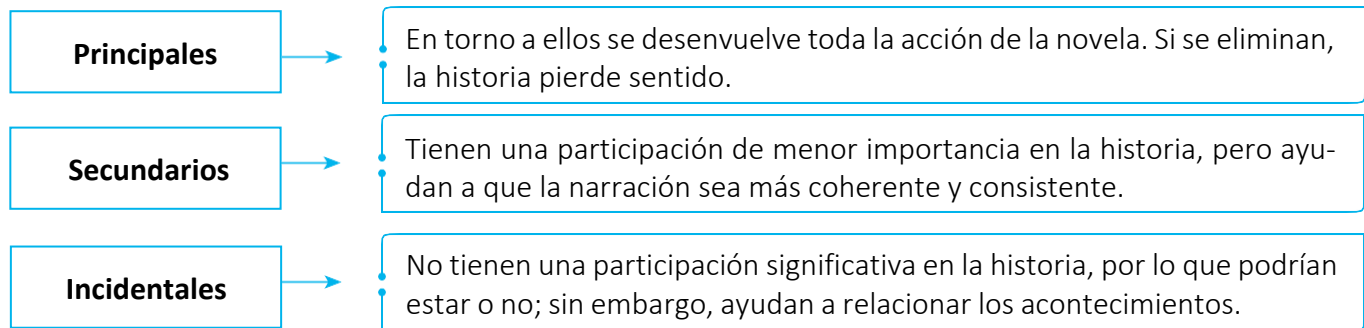 Principales
En torno a ellos se desenvuelve toda la acción de la novela. Si se eliminan,
la historia pierde sentido.
Secundarios
Tienen una participación de menor importancia en la historia, pero ayu-
dan a que la narración sea más coherente y consistente.
Incidentales
No tienen una participación significativa en la historia, por lo que podrían
estar o no; sin embargo, ayudan a relacionar los acontecimientos.